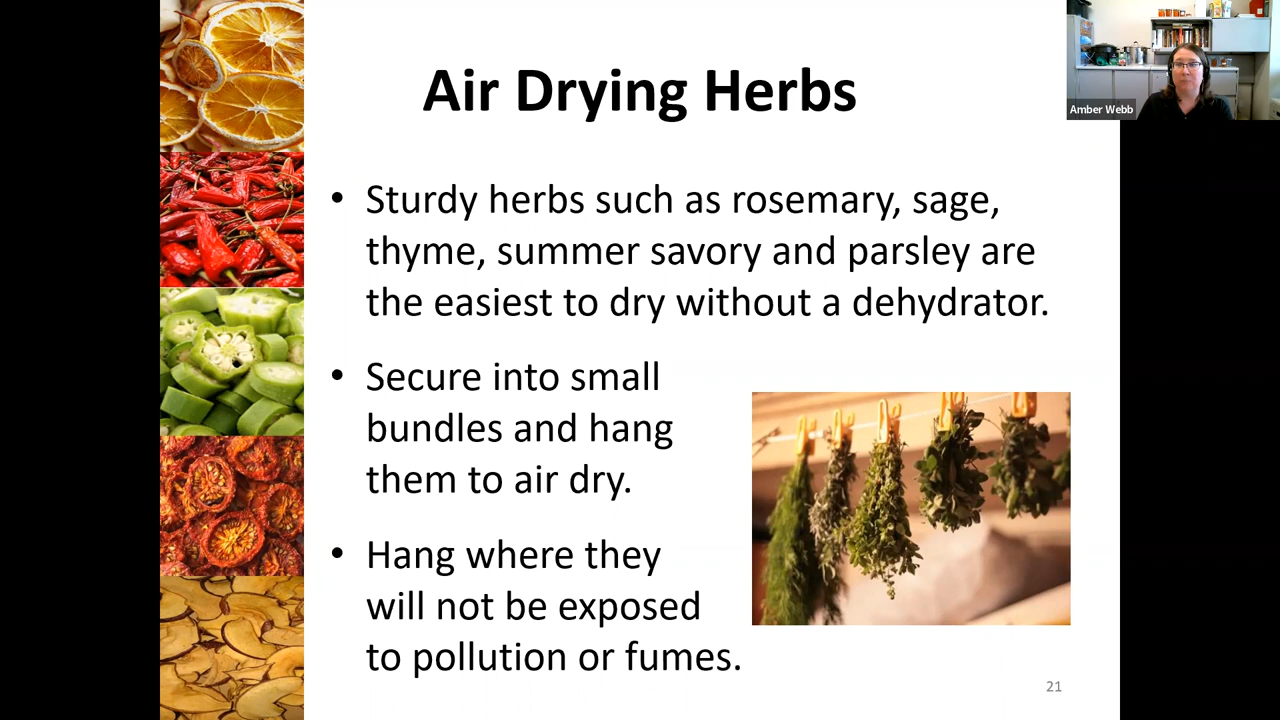 Air Drying Herbs
Amber Webb
• Sturdy herbs such as rosemary, sage,
thyme, summer savory and parsley are
the easiest to dry without a dehydrator.
• Secure into small
bundles and hang
them to air dry.
• Hang where they
will not be exposed
to pollution or fumes.
21